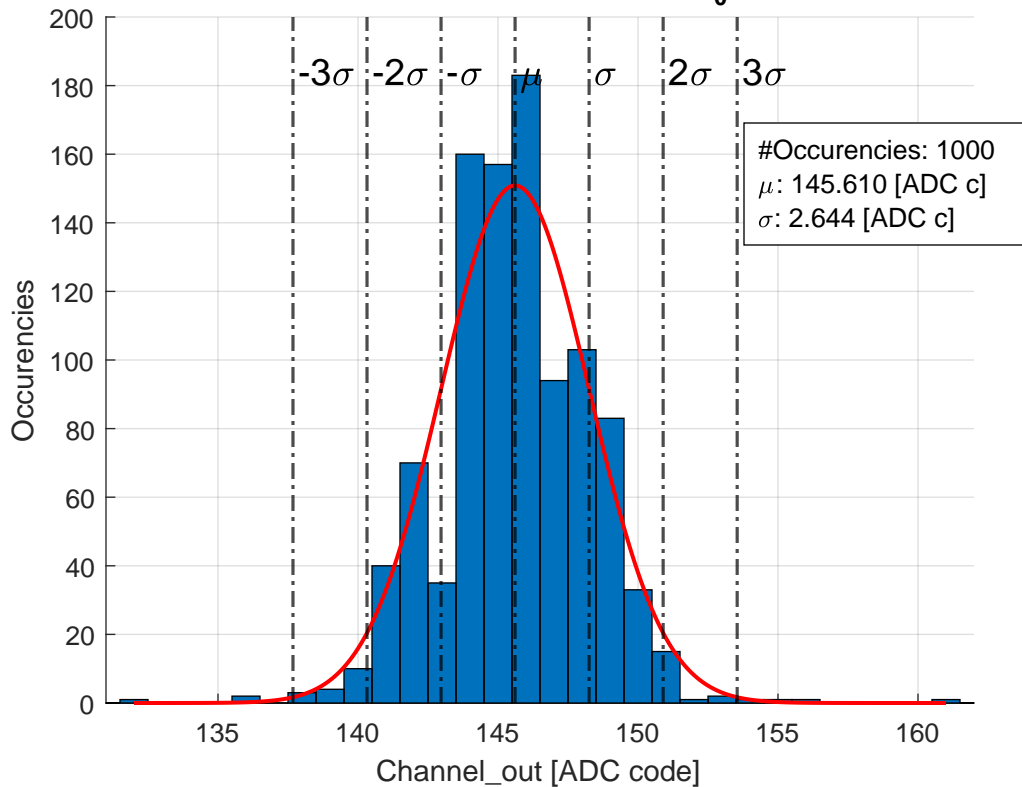 0
200
180
160
140
120
100
80
60
40
20
0
Occurencies
-3σ -2σ -σ μ σ 2σ 3σ
#Occurencies: 1000
μ: 145.610 [ADC c]
σ: 2.644 [ADC c]
135 140 145 150 155 160
Channel_out [ADC code]